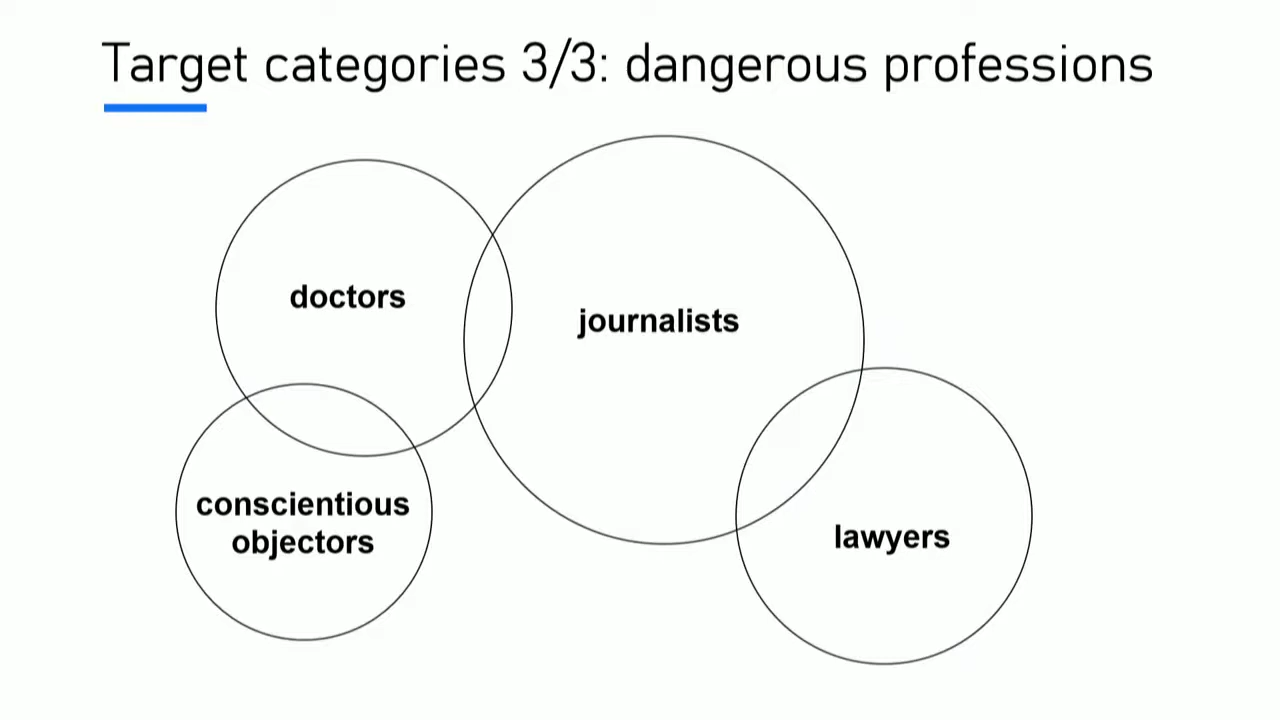 Target categories 3/3: dangerous professions
doctors
journalists
conscientious
objectors
lawyers